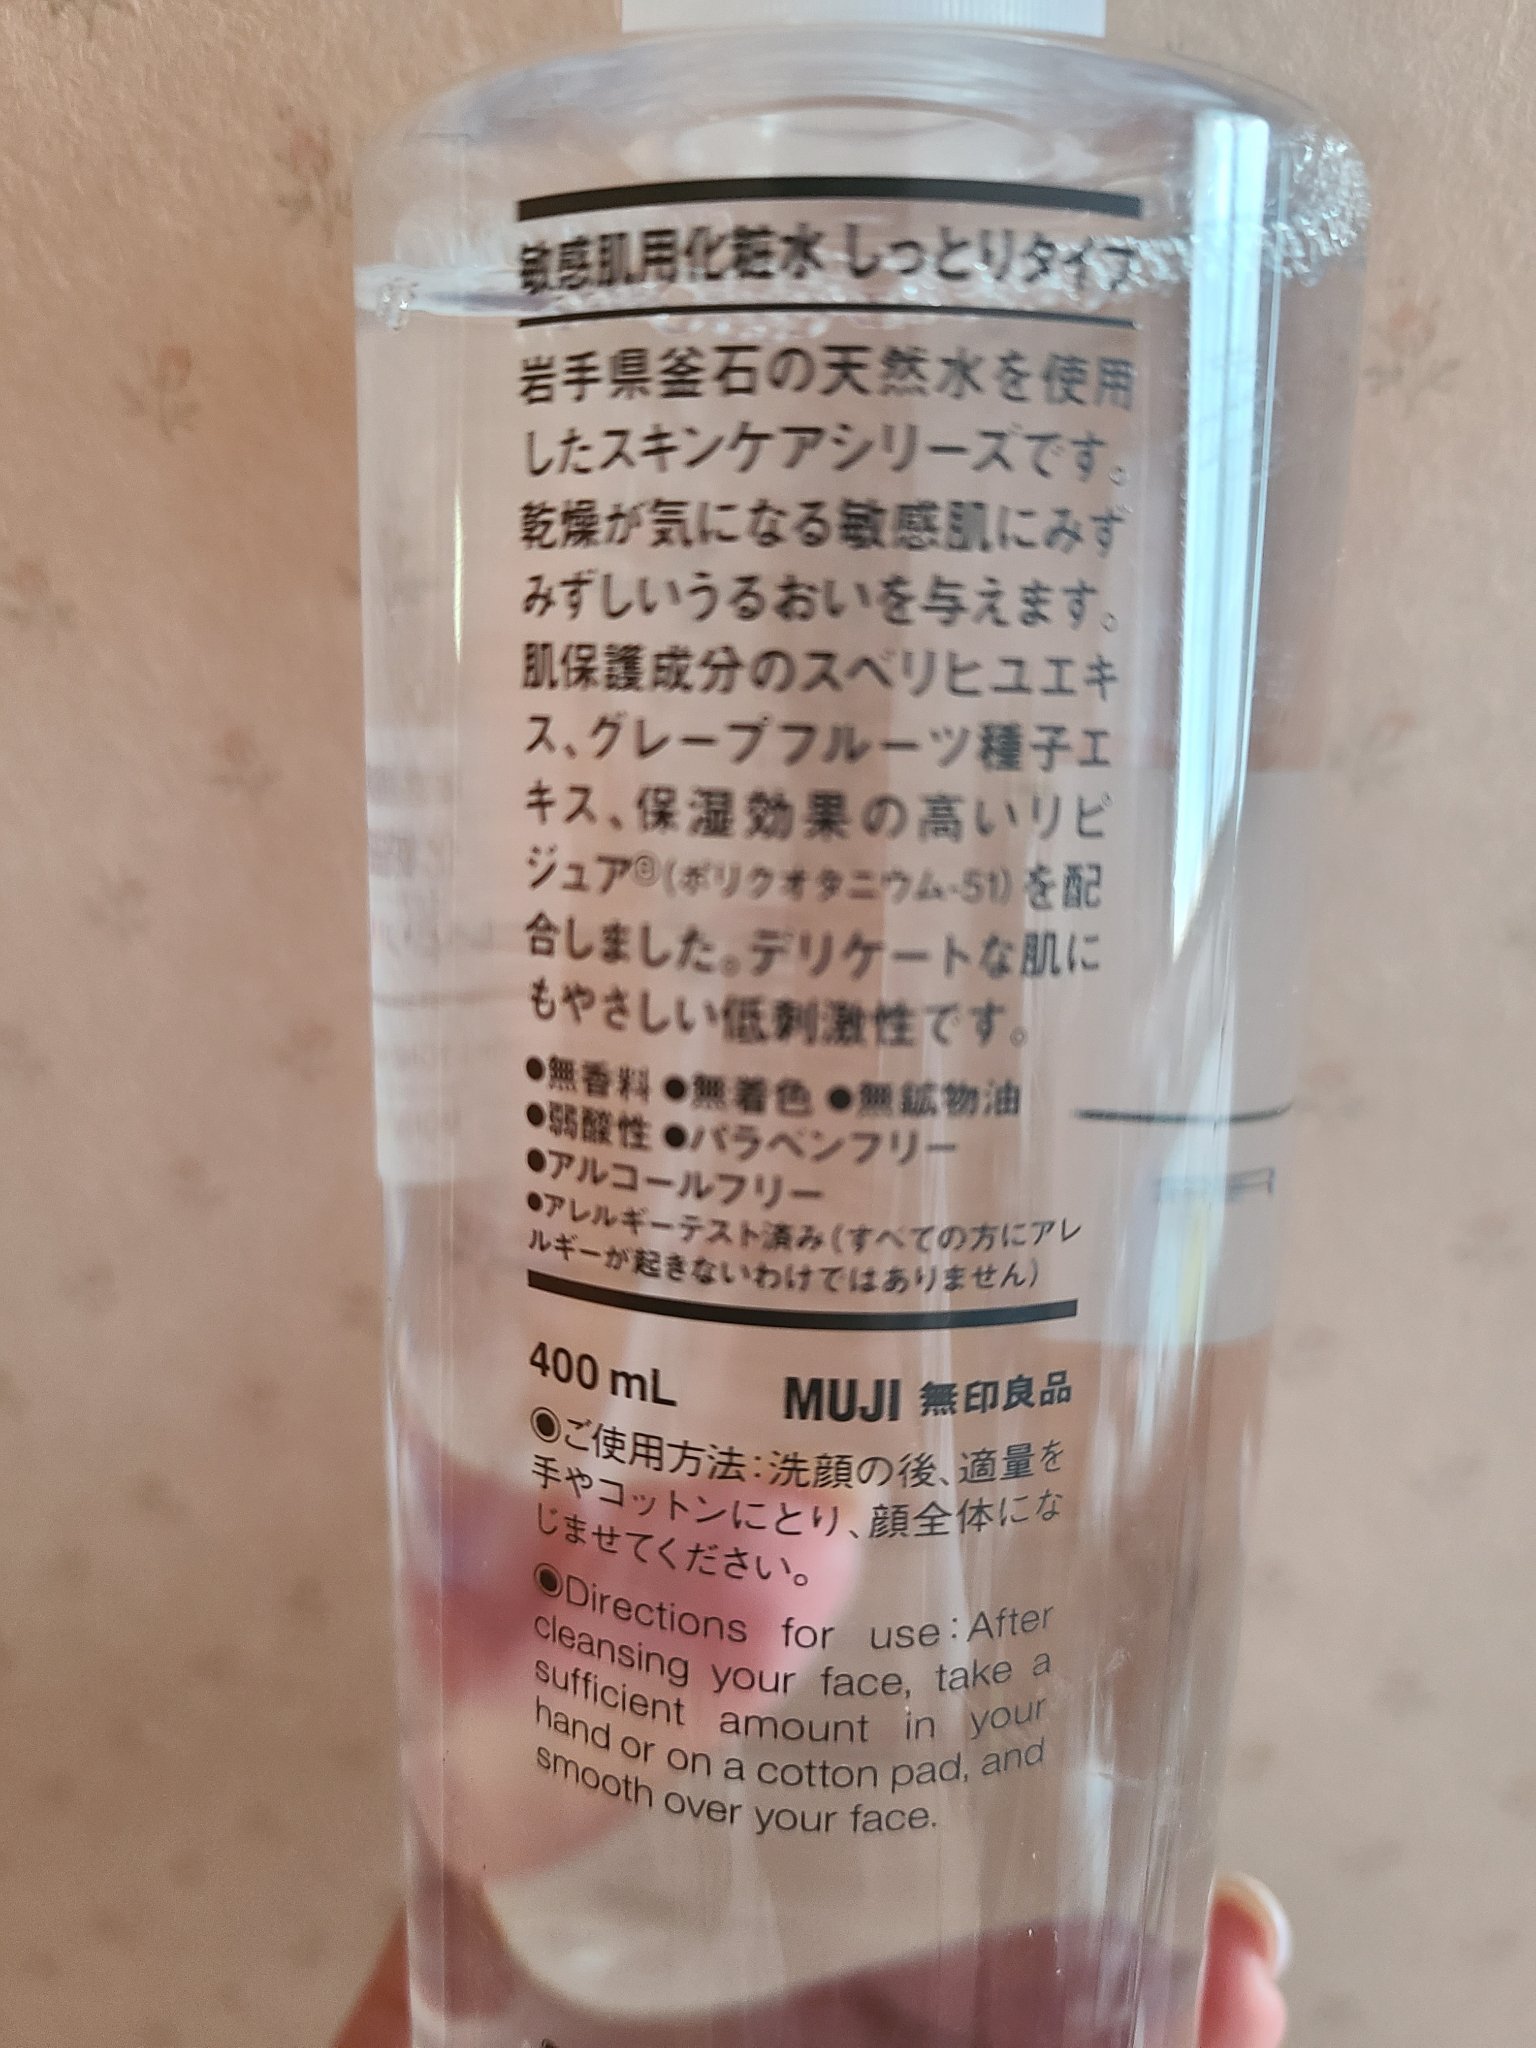 敏感肌用化粧水 しっとりタイプ
岩手県釜石の天然水を使用
したスキンケアシリーズです。
乾燥が気になる敏感肌にみず
みずしいうるおいを与えます。
肌保護成分のスベリヒユエキ
ス、グレープフルーツ種子エ
キス、保湿効果の高いリピ
ジュア®(ポリクオタニウム-51)を配
合しました。デリケートな肌に
もやさしい低刺激性です。
●無香料 ●無着色 ●無鉱物油
●弱酸性 ●パラベンフリー
●アルコールフリー
●アレルギーテスト済み(すべての方にアレ
ルギーが起きないわけではありません)
400 mL MUJI 無印良品
◉ご使用方法:洗顔の後、適量を
手やコットンにとり、顔全体にな
じませてください。
◉Directions for use:After
cleansing your face, take a
sufficient amount in your
hand or on a cotton pad, and
smooth over your face.